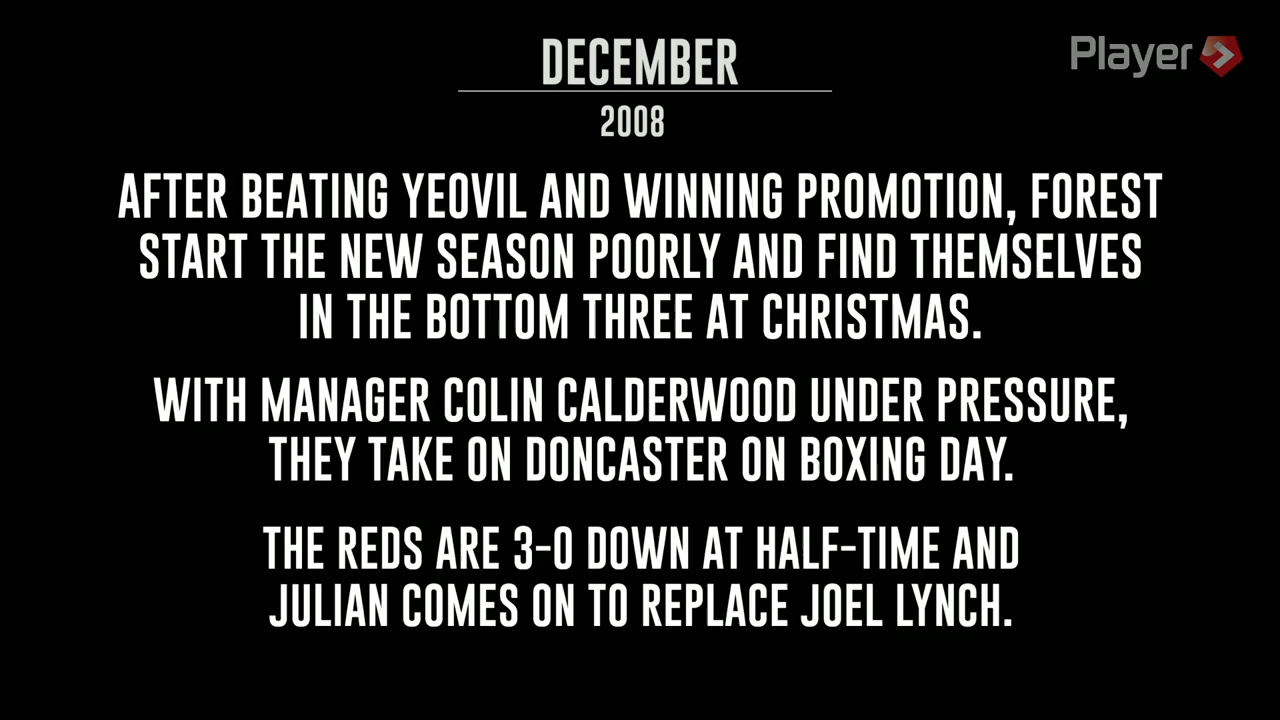 Player
DECEMBER
2008
AFTER BEATING YEOVIL AND WINNING PROMOTION, FOREST
START THE NEW SEASON POORLY AND FIND THEMSELVES
IN THE BOTTOM THREE AT CHRISTMAS.
WITH MANAGER COLIN CALDERWOOD UNDER PRESSURE,
THEY TAKE ON DONCASTER ON BOXING DAY.
THE REDS ARE 3-0 DOWN AT HALF-TIME AND
JULIAN COMES ON TO REPLACE JOEL LYNCH.